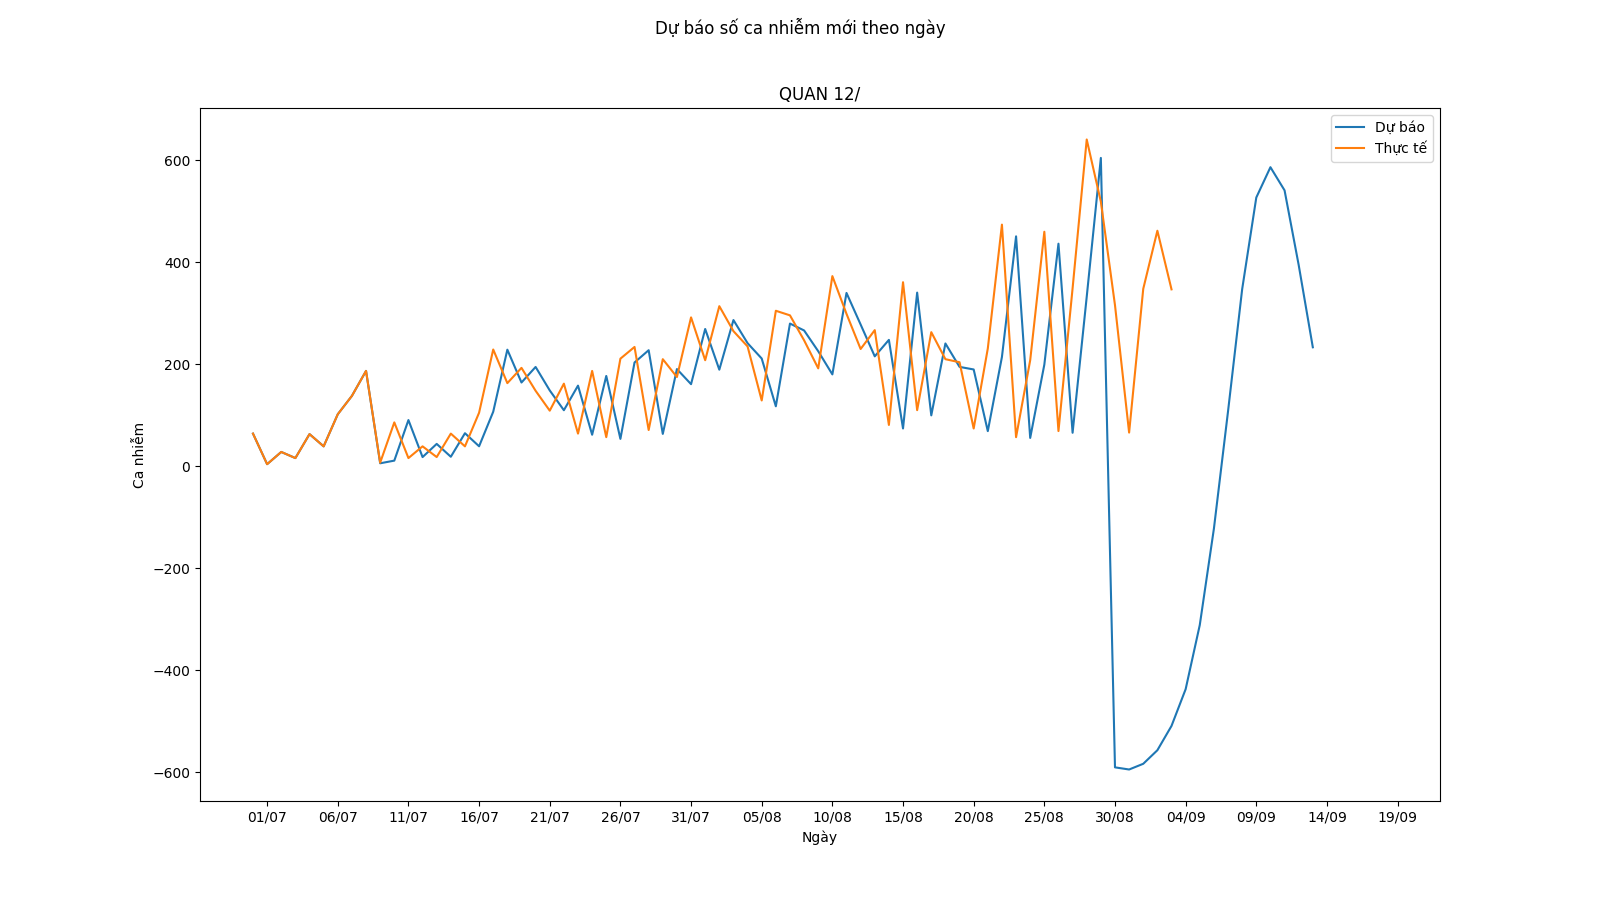 Dự báo số ca nhiễm mới theo ngày
QUAN 12/
Dự báo
Thực tế
600
400
200
0
−200
−400
−600
Ca nhiễm
01/07 06/07 11/07 16/07 21/07 26/07 31/07 05/08 10/08 15/08 20/08 25/08 30/08 04/09 09/09 14/09 19/09
Ngày